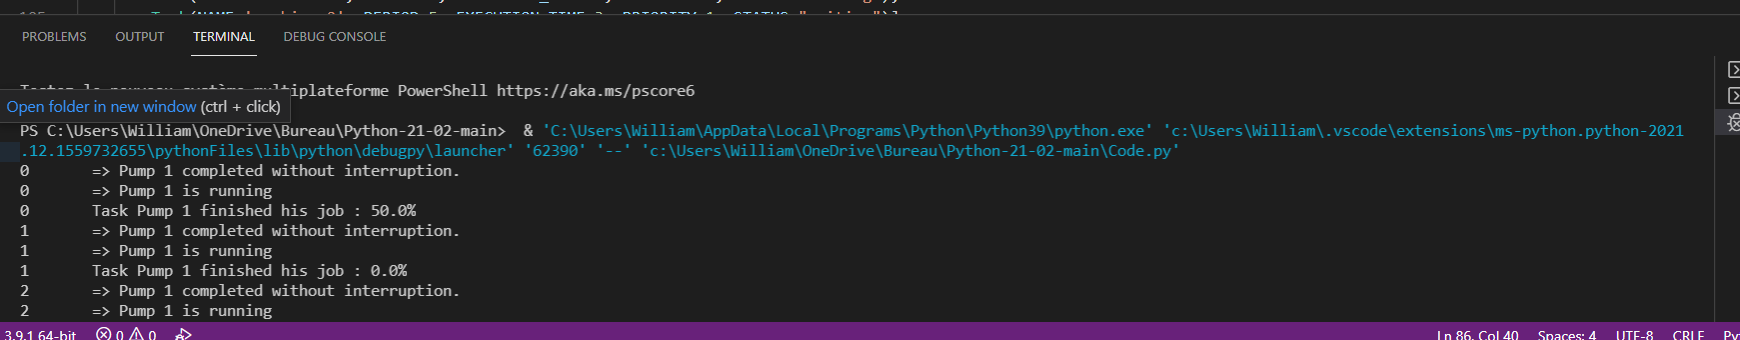 PROBLEMS OUTPUT TERMINAL DEBUG CONSOLE
PowerShell https://aka.ms/pscore6
Open folder in new window (ctrl + click)
PS C:\Users\William\OneDrive\Bureau\Python-21-02-main> & 'C:\Users\William\AppData\Local\Programs\Python\Python39\python.exe' 'c:\Users\William\.vscode\extensions\ms-python.python-2021
.12.1559732655\pythonFiles\lib\python\debugpy\launcher' '62390' '--' 'c:\Users\William\OneDrive\Bureau\Python-21-02-main\Code.py'
0 => Pump 1 completed without interruption.
0 => Pump 1 is running
0 Task Pump 1 finished his job : 50.0%
1 => Pump 1 completed without interruption.
1 => Pump 1 is running
1 Task Pump 1 finished his job : 0.0%
2 => Pump 1 completed without interruption.
2 => Pump 1 is running
3.9.1 64-bit 0 0 Ln 86, Col 40 Spaces: 4 UTF-8 CRLF